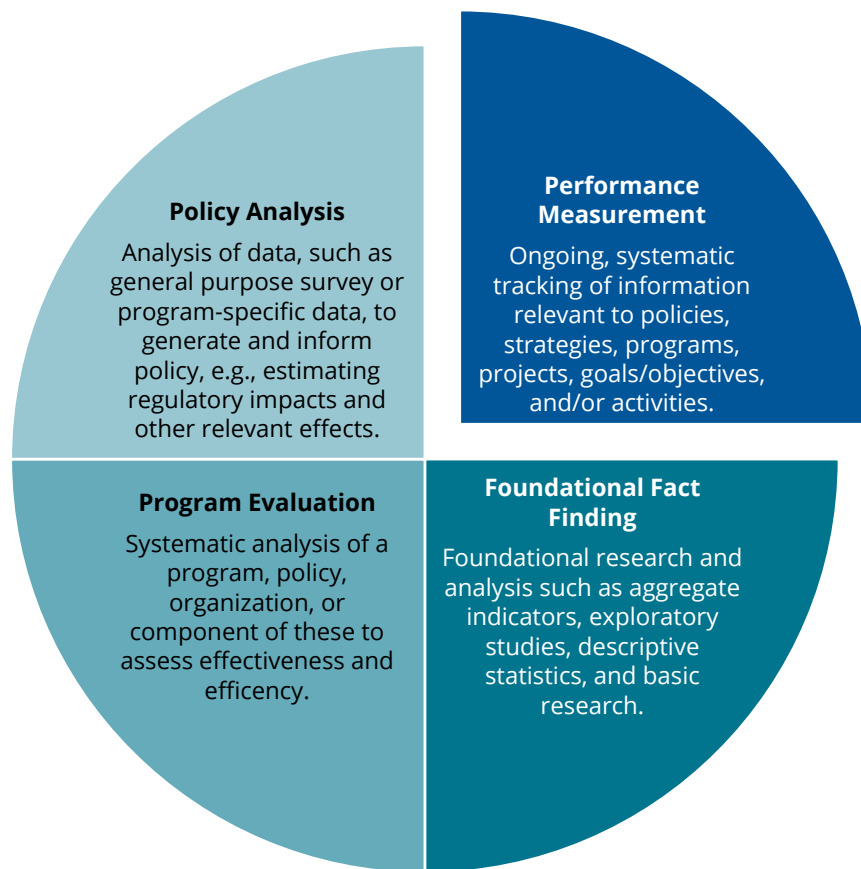 Policy Analysis
Analysis of data, such as
general purpose survey or
program-specific data, to
generate and inform
policy, e.g., estimating
regulatory impacts and
other relevant effects.
Performance
Measurement
Ongoing, systematic
tracking of information
relevant to policies,
strategies, programs,
projects, goals/objectives,
and/or activities.
Program Evaluation
Systematic analysis of a
program, policy,
organization, or
component of these to
assess effectiveness and
efficency.
Foundational Fact
Finding
Foundational research and
analysis such as aggregate
indicators, exploratory
studies, descriptive
statistics, and basic
research.